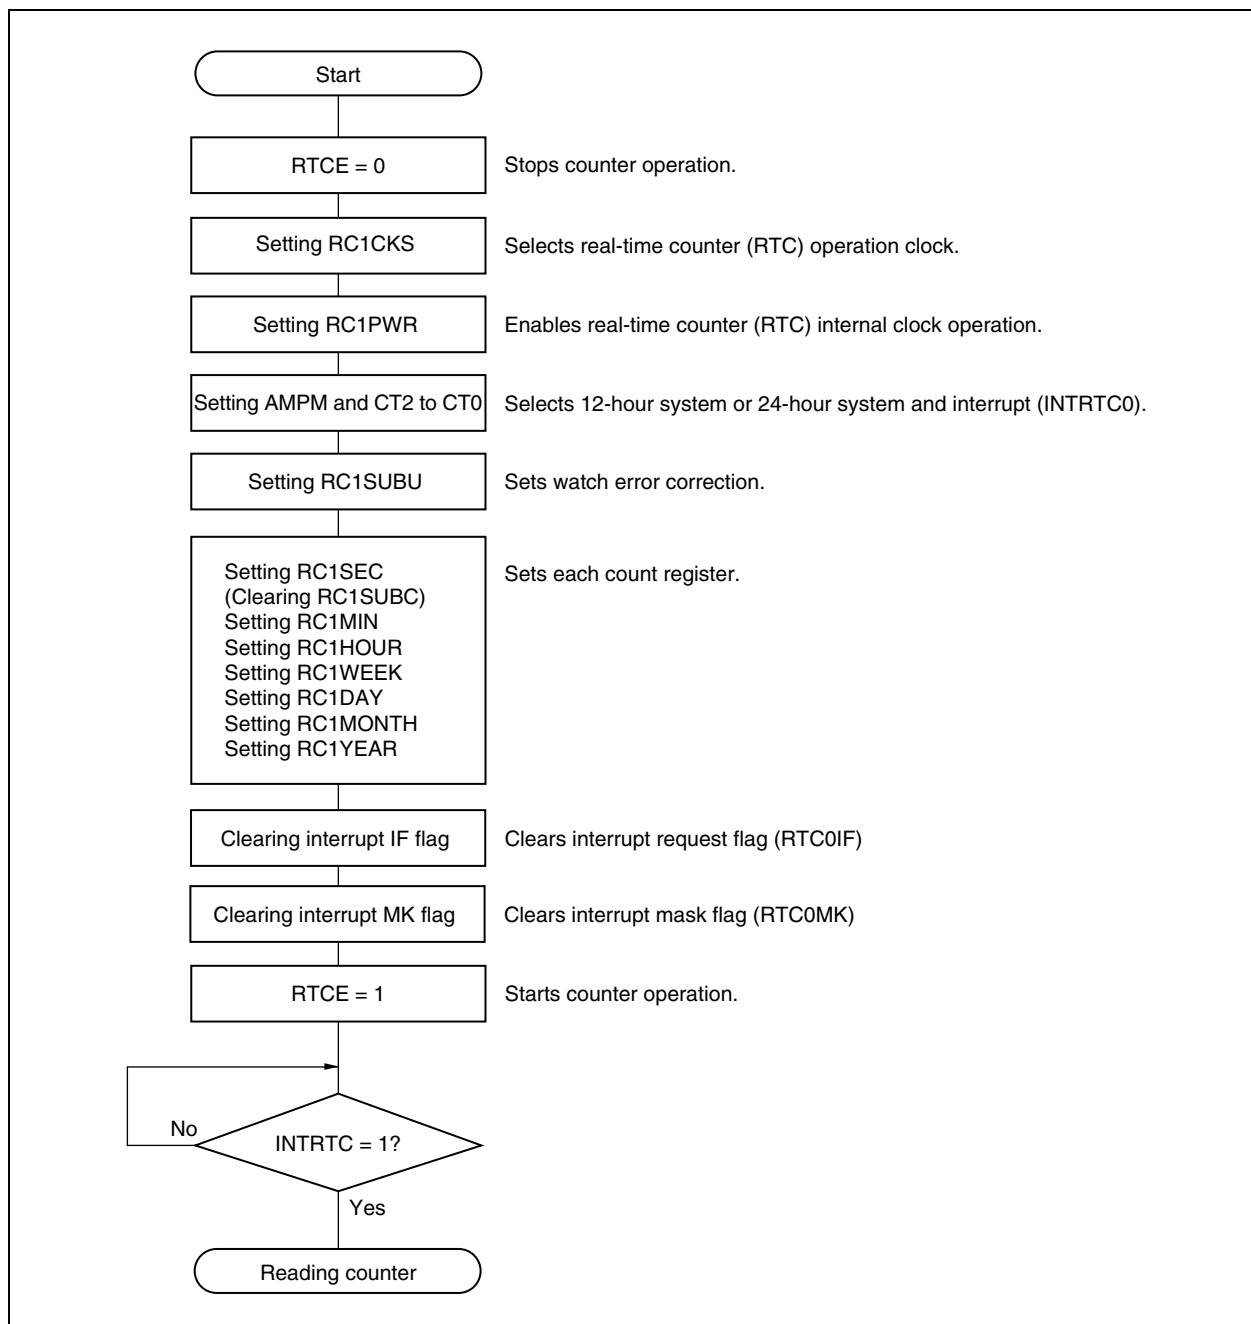 Start
RTCE = 0
Stops counter operation.
Setting RC1CKS
Selects real-time counter (RTC) operation clock.
Setting RC1PWR
Enables real-time counter (RTC) internal clock operation.
Setting AMPM and CT2 to CT0
Selects 12-hour system or 24-hour system and interrupt (INTRTC0).
Setting RC1SUBU
Sets watch error correction.
Setting RC1SEC
(Clearing RC1SUBC)
Setting RC1MIN
Setting RC1HOUR
Setting RC1WEEK
Setting RC1DAY
Setting RC1MONTH
Setting RC1YEAR
Sets each count register.
Clearing interrupt IF flag
Clears interrupt request flag (RTC0IF)
Clearing interrupt MK flag
Clears interrupt mask flag (RTC0MK)
RTCE = 1
Starts counter operation.
No
INTRTC = 1?
Yes
Reading counter